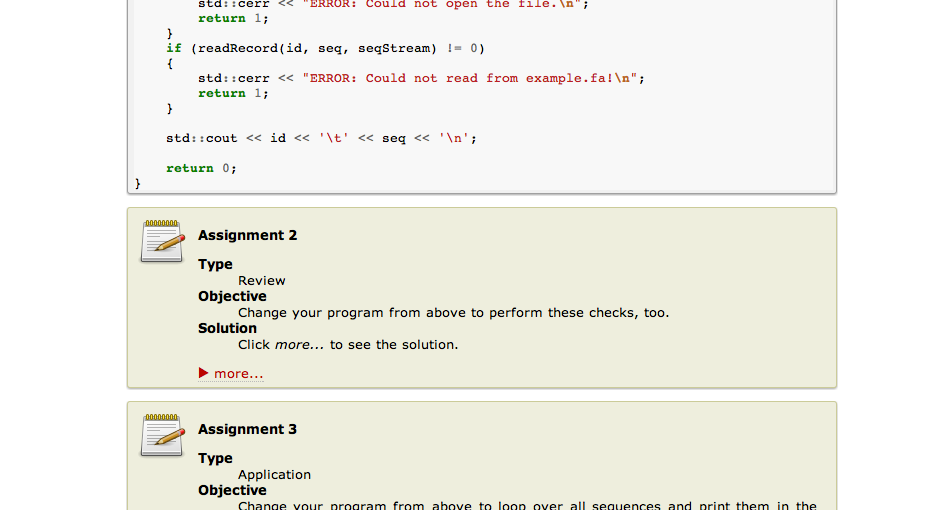 std::cerr << "ERROR: Could not open the file.\n";
return 1;
}
if (readRecord(id, seq, seqStream) != 0)
{
std::cerr << "ERROR: Could not read from example.fa!\n";
return 1;
}
std::cout << id << '\t' << seq << '\n';
return 0;
}
Assignment 2
Type
Review
Objective
Change your program from above to perform these checks, too.
Solution
Click more... to see the solution.
more...
Assignment 3
Type
Application
Objective
Change your program from above to loop over all sequences and print them in the